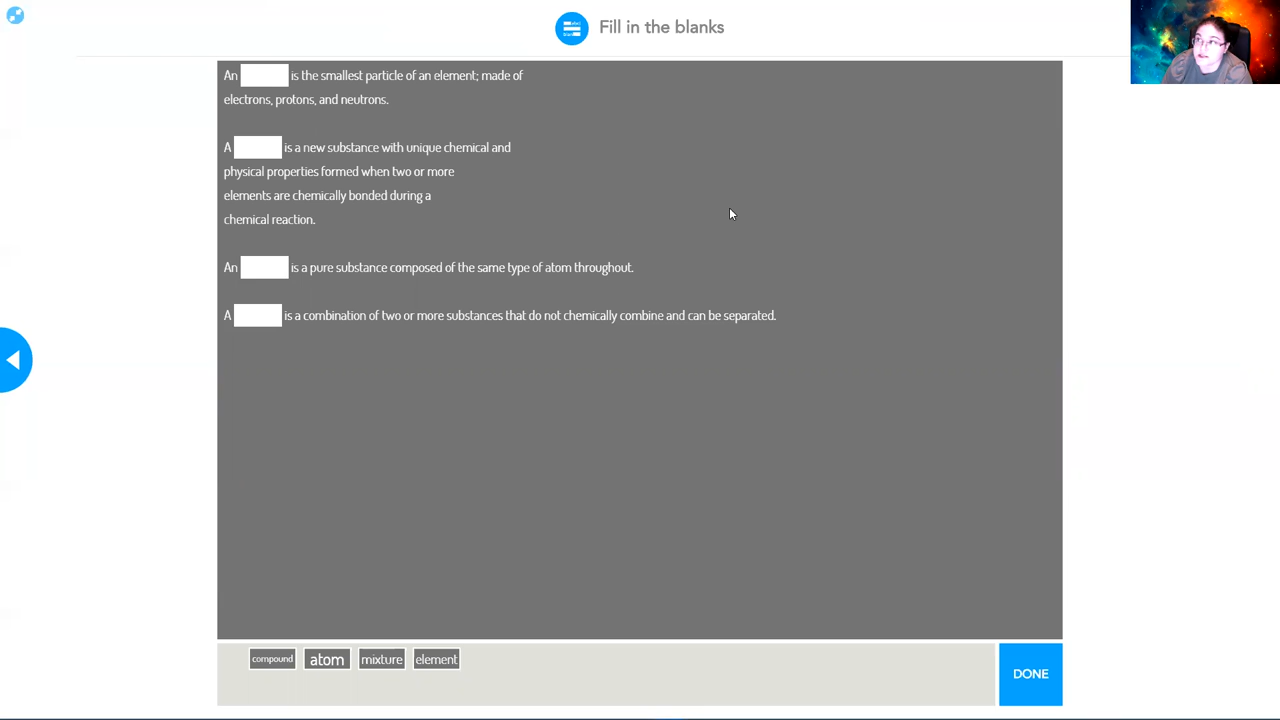 Fill in the blanks
An is the smallest particle of an element; made of
electrons, protons, and neutrons.
A is a new substance with unique chemical and
physical properties formed when two or more
elements are chemically bonded during a
chemical reaction.
An is a pure substance composed of the same type of atom throughout.
A is a combination of two or more substances that do not chemically combine and can be separated.
compound atom mixture element
DONE